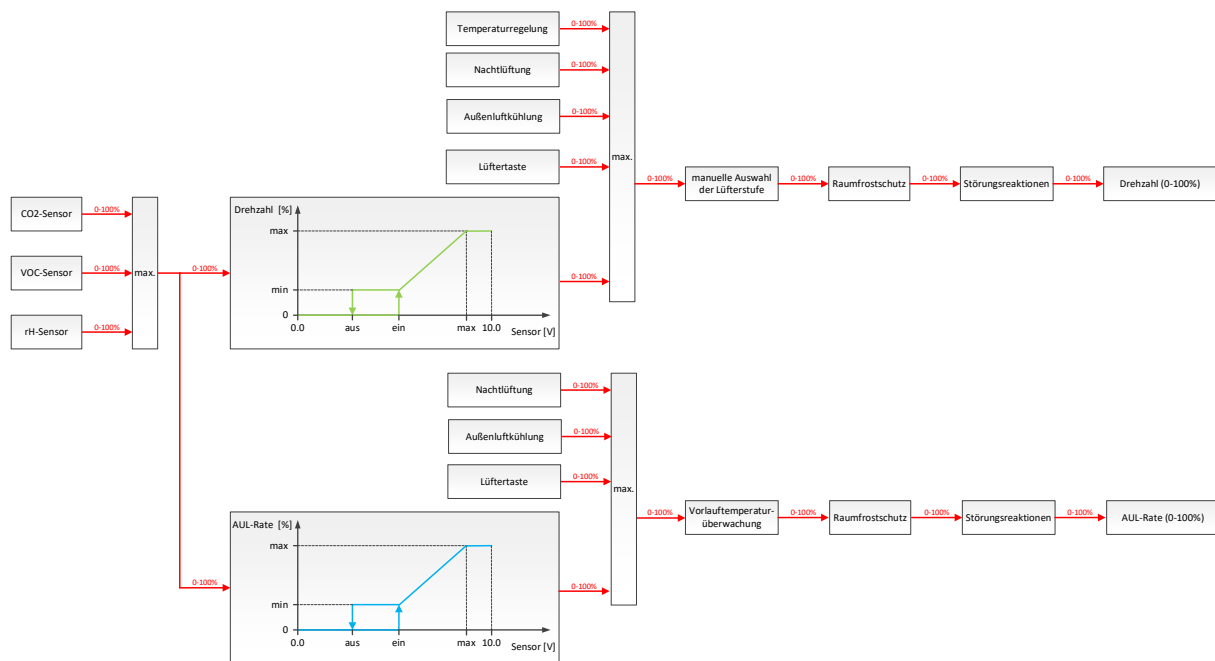 Temperaturregelung
0-100%
Nachtlüftung
0-100%
Außenluftkühlung
0-100%
Lüftertaste
0-100%
max.
0-100%
manuelle Auswahl
der Lüfterstufe
0-100%
Raumfrostschutz
0-100%
Störungsreaktionen
0-100%
Drehzahl (0-100%)
CO2-Sensor
0-100%
VOC-Sensor
0-100%
rH-Sensor
0-100%
max.
0-100%
Drehzahl [%]
max
min
0
0.0
aus
ein
max
10.0
Sensor [V]
0-100%
Nachtlüftung
0-100%
Außenluftkühlung
0-100%
Lüftertaste
0-100%
max.
0-100%
Vorlauftemperatur-
überwachung
0-100%
Raumfrostschutz
0-100%
Störungsreaktionen
0-100%
AUL-Rate (0-100%)
0-100%
AUL-Rate [%]
max
min
0
0.0
aus
ein
max
10.0
Sensor [V]
0-100%